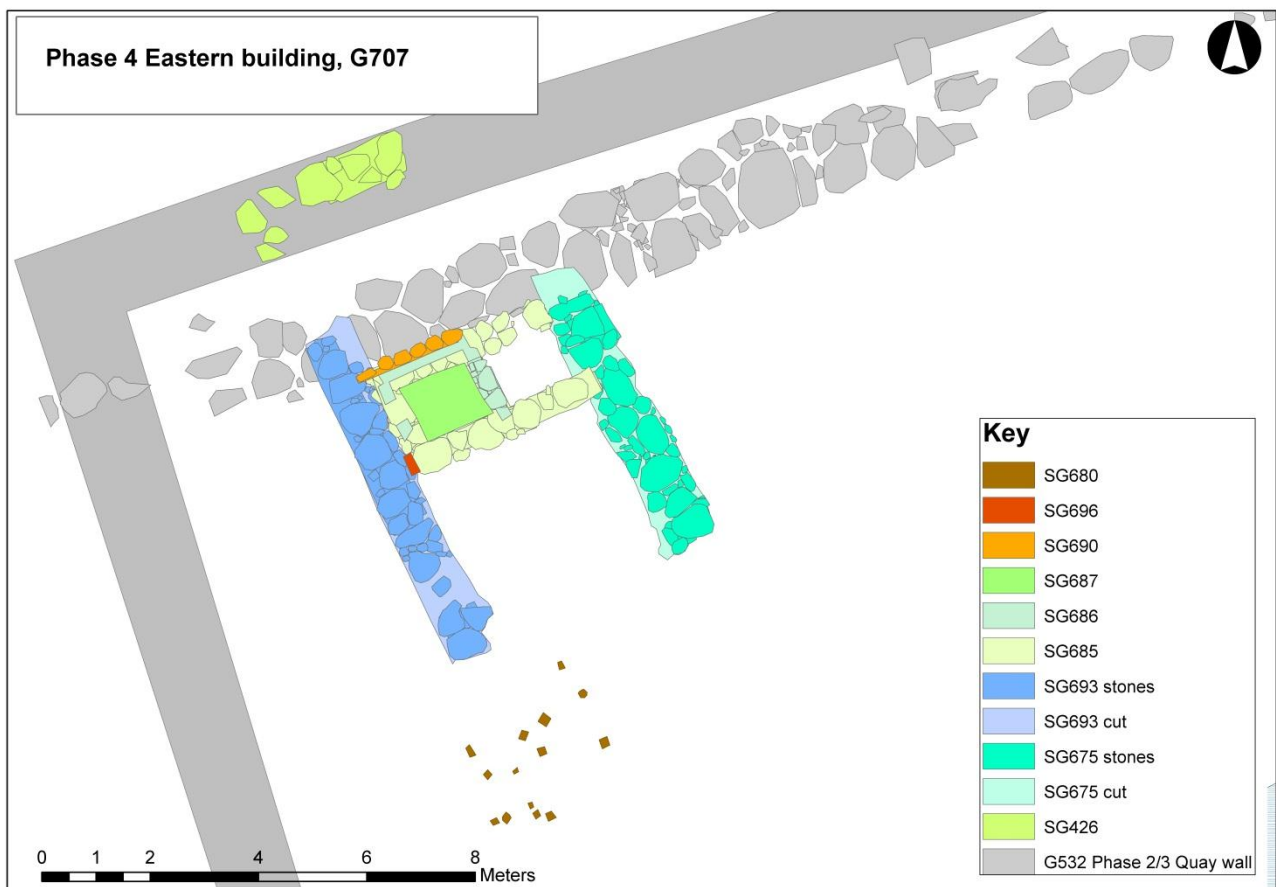 Phase 4 Eastern building, G707
Key
SG680
SG696
SG690
SG687
SG686
SG685
SG693 stones
SG693 cut
SG675 stones
SG675 cut
SG426
G532 Phase 2/3 Quay wall
0 1 2 4 6 8
Meters